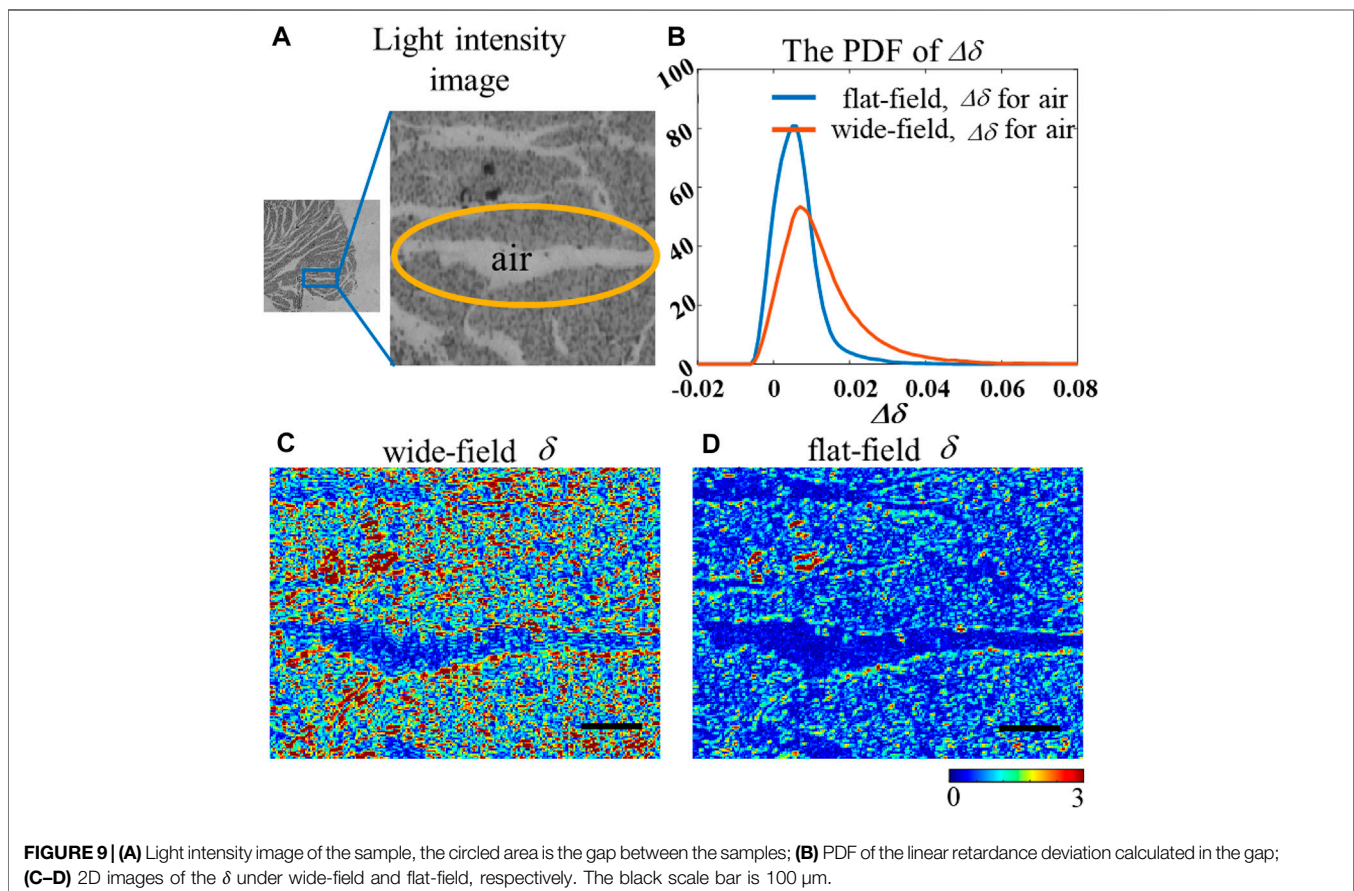 A
Light intensity
image
air
B
The PDF of Δδ
100
80
60
40
20
0
flat-field, Δδ for air
wide-field, Δδ for air
-0.02 0 0.02 0.04 0.06 0.08
Δδ
C
wide-field δ
D
flat-field δ
0 3
FIGURE 9 | (A) Light intensity image of the sample, the circled area is the gap between the samples; (B) PDF of the linear retardance deviation calculated in the gap;
(C–D) 2D images of the δ under wide-field and flat-field, respectively. The black scale bar is 100 μm.